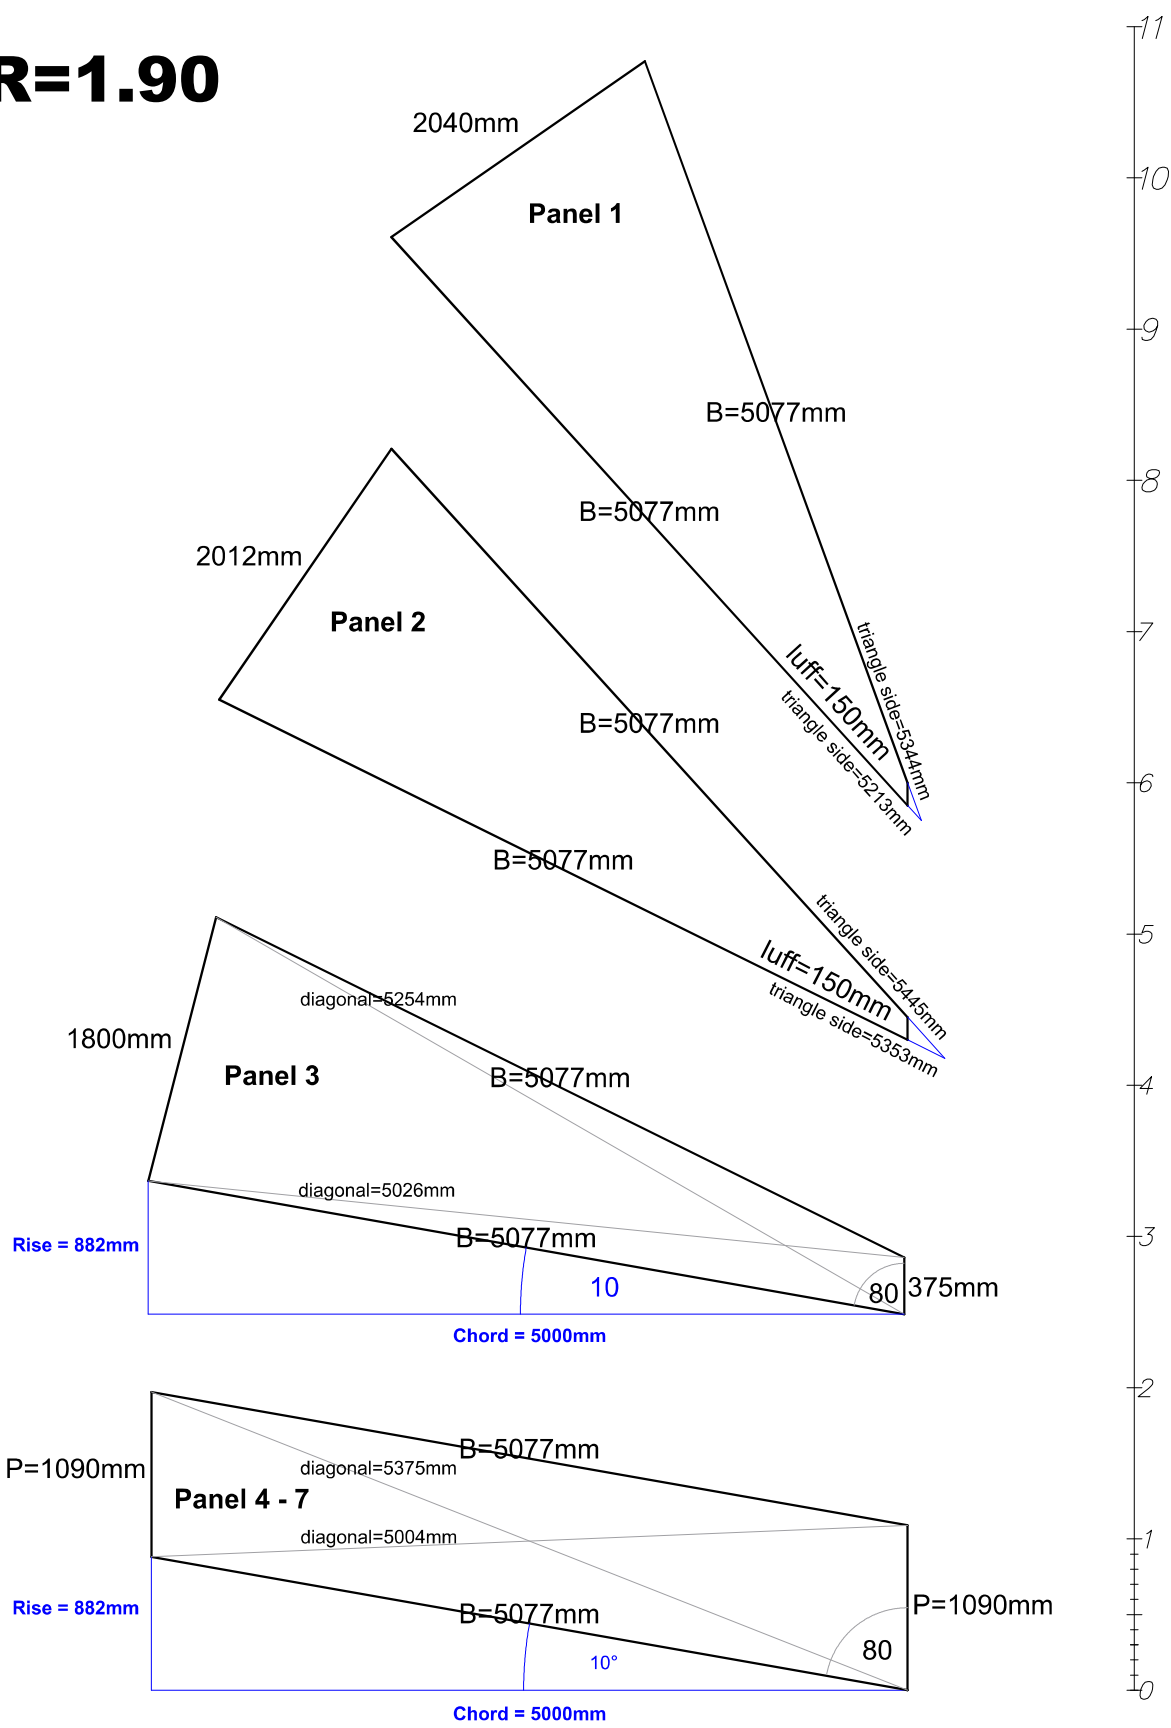 R=1.90
2040mm
Panel 1
B=5077mm
B=5077mm
triangle side=5344mm
luff=150mm
triangle side=5213mm
2012mm
Panel 2
B=5077mm
B=5077mm
triangle side=5445mm
luff=150mm
triangle side=5353mm
diagonal=5254mm
1800mm
Panel 3
B=5077mm
diagonal=5026mm
B=5077mm
Rise = 882mm
10
80
375mm
Chord = 5000mm
B=5077mm
P=1090mm
diagonal=5375mm
Panel 4 - 7
diagonal=5004mm
B=5077mm
Rise = 882mm
P=1090mm
80
10°
Chord = 5000mm
11
10
9
8
7
6
5
4
3
2
1
0